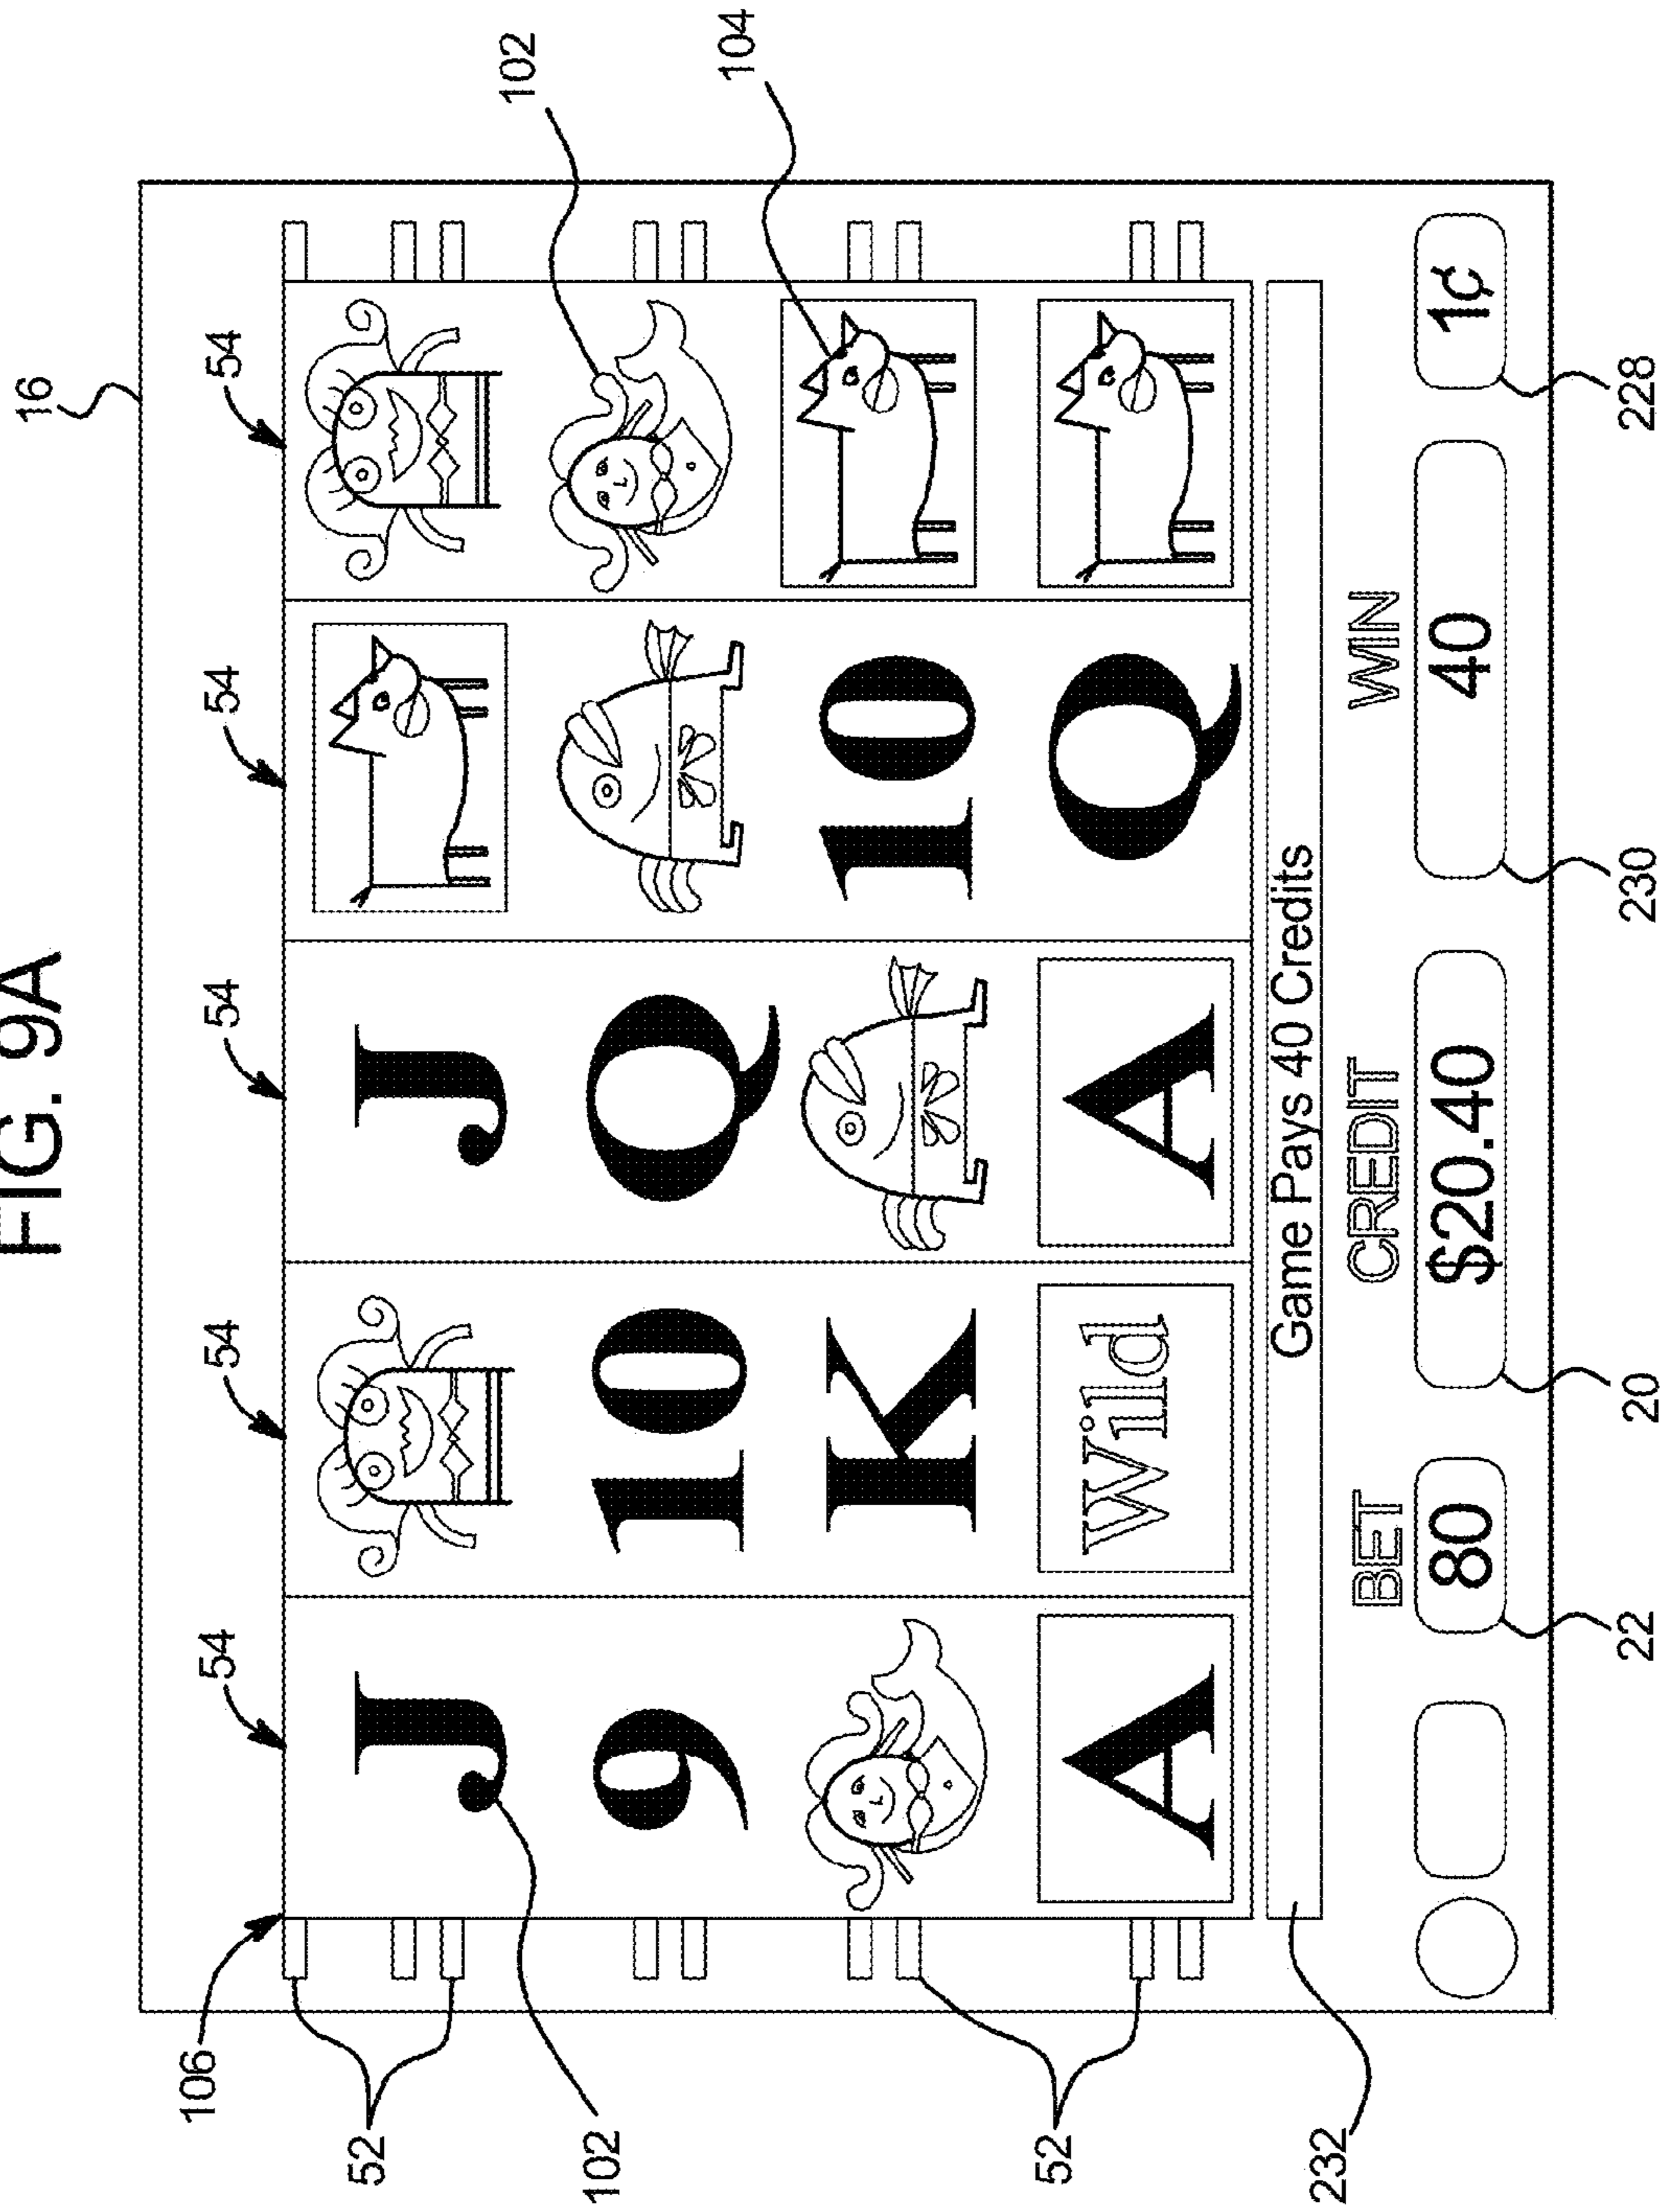 FIG. 9A
16
54 54 54 54 54
106
52
102
102
104
J J
9 10 Q
K 10
A Wild A Q
52
Game Pays 40 Credits
232
BET CREDIT WIN
80 $20.40 40 1¢
22 20 230 228